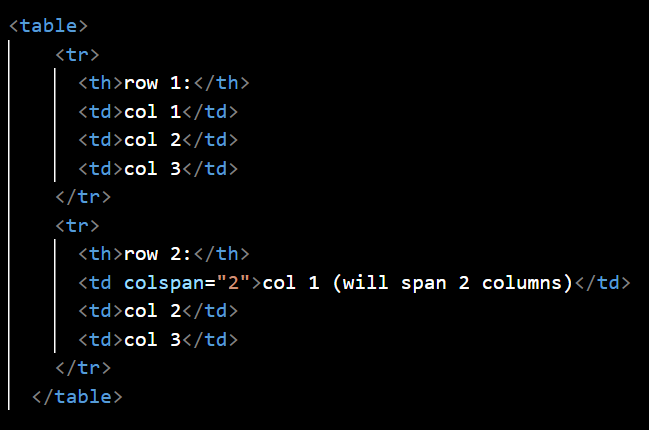 <table>
<tr>
<th>row 1:</th>
<td>col 1</td>
<td>col 2</td>
<td>col 3</td>
</tr>
<tr>
<th>row 2:</th>
<td colspan="2">col 1 (will span 2 columns)</td>
<td>col 2</td>
<td>col 3</td>
</tr>
</table>